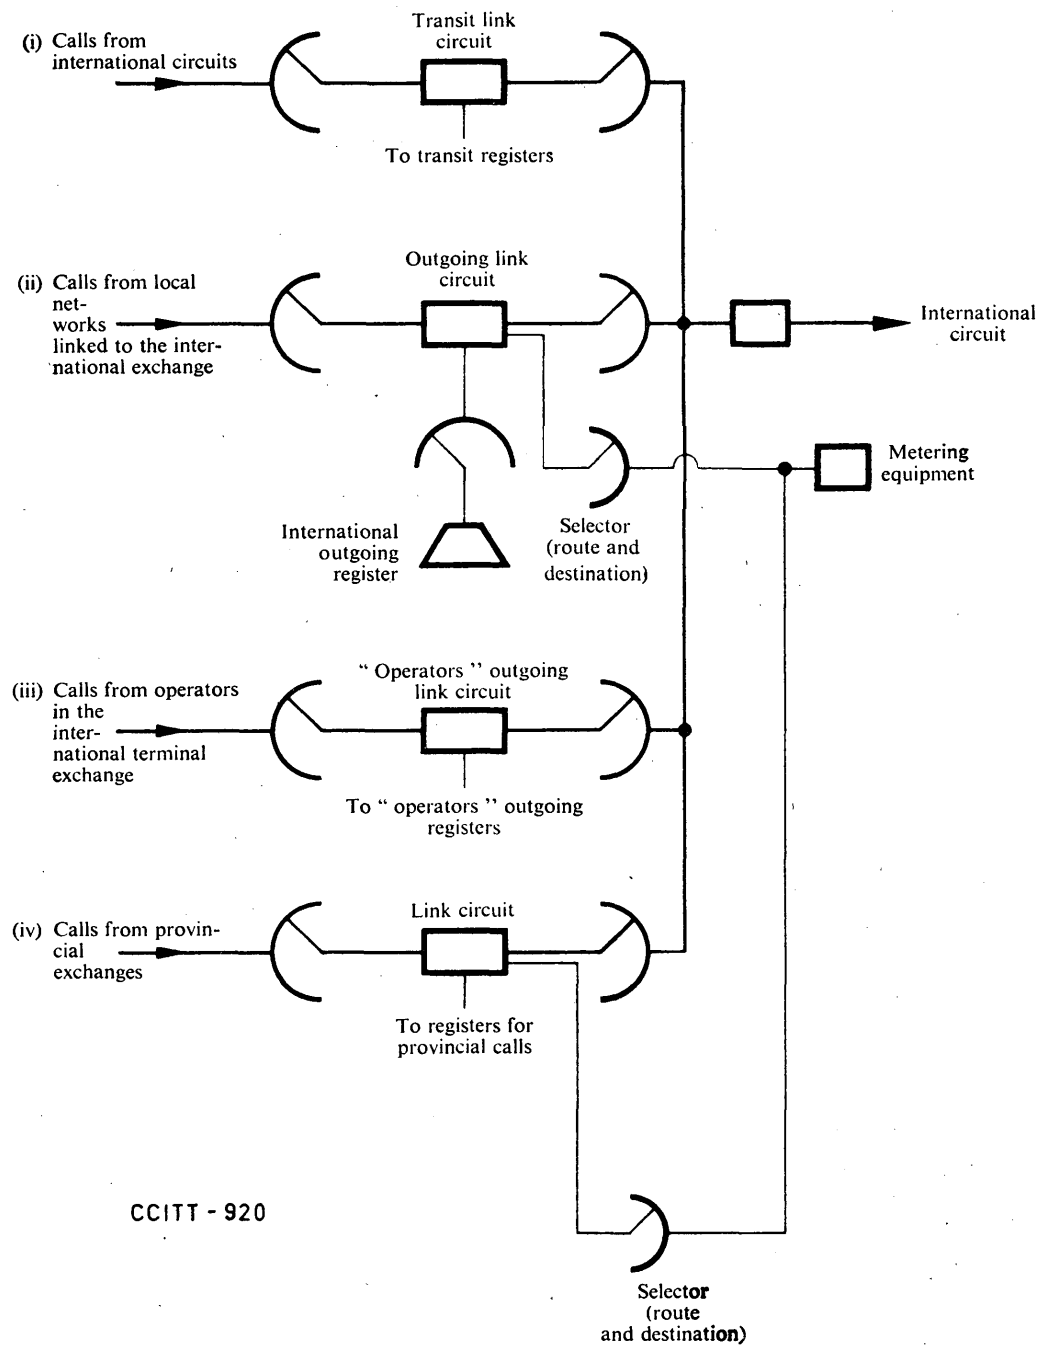 Transit link
circuit
(i) Calls from
international circuits
To transit registers
Outgoing link
circuit
(ii) Calls from local
net-
works
linked to the inter-
national exchange
International
circuit
Metering
equipment
International
outgoing
register
Selector
(route and
destination)
“ Operators ” outgoing
link circuit
(iii) Calls from operators
in the
inter-
national terminal
exchange
To “ operators ” outgoing
registers
Link circuit
(iv) Calls from provin-
cial
exchanges
To registers for
provincial calls
CCITT - 920
Selector
(route
and destination)